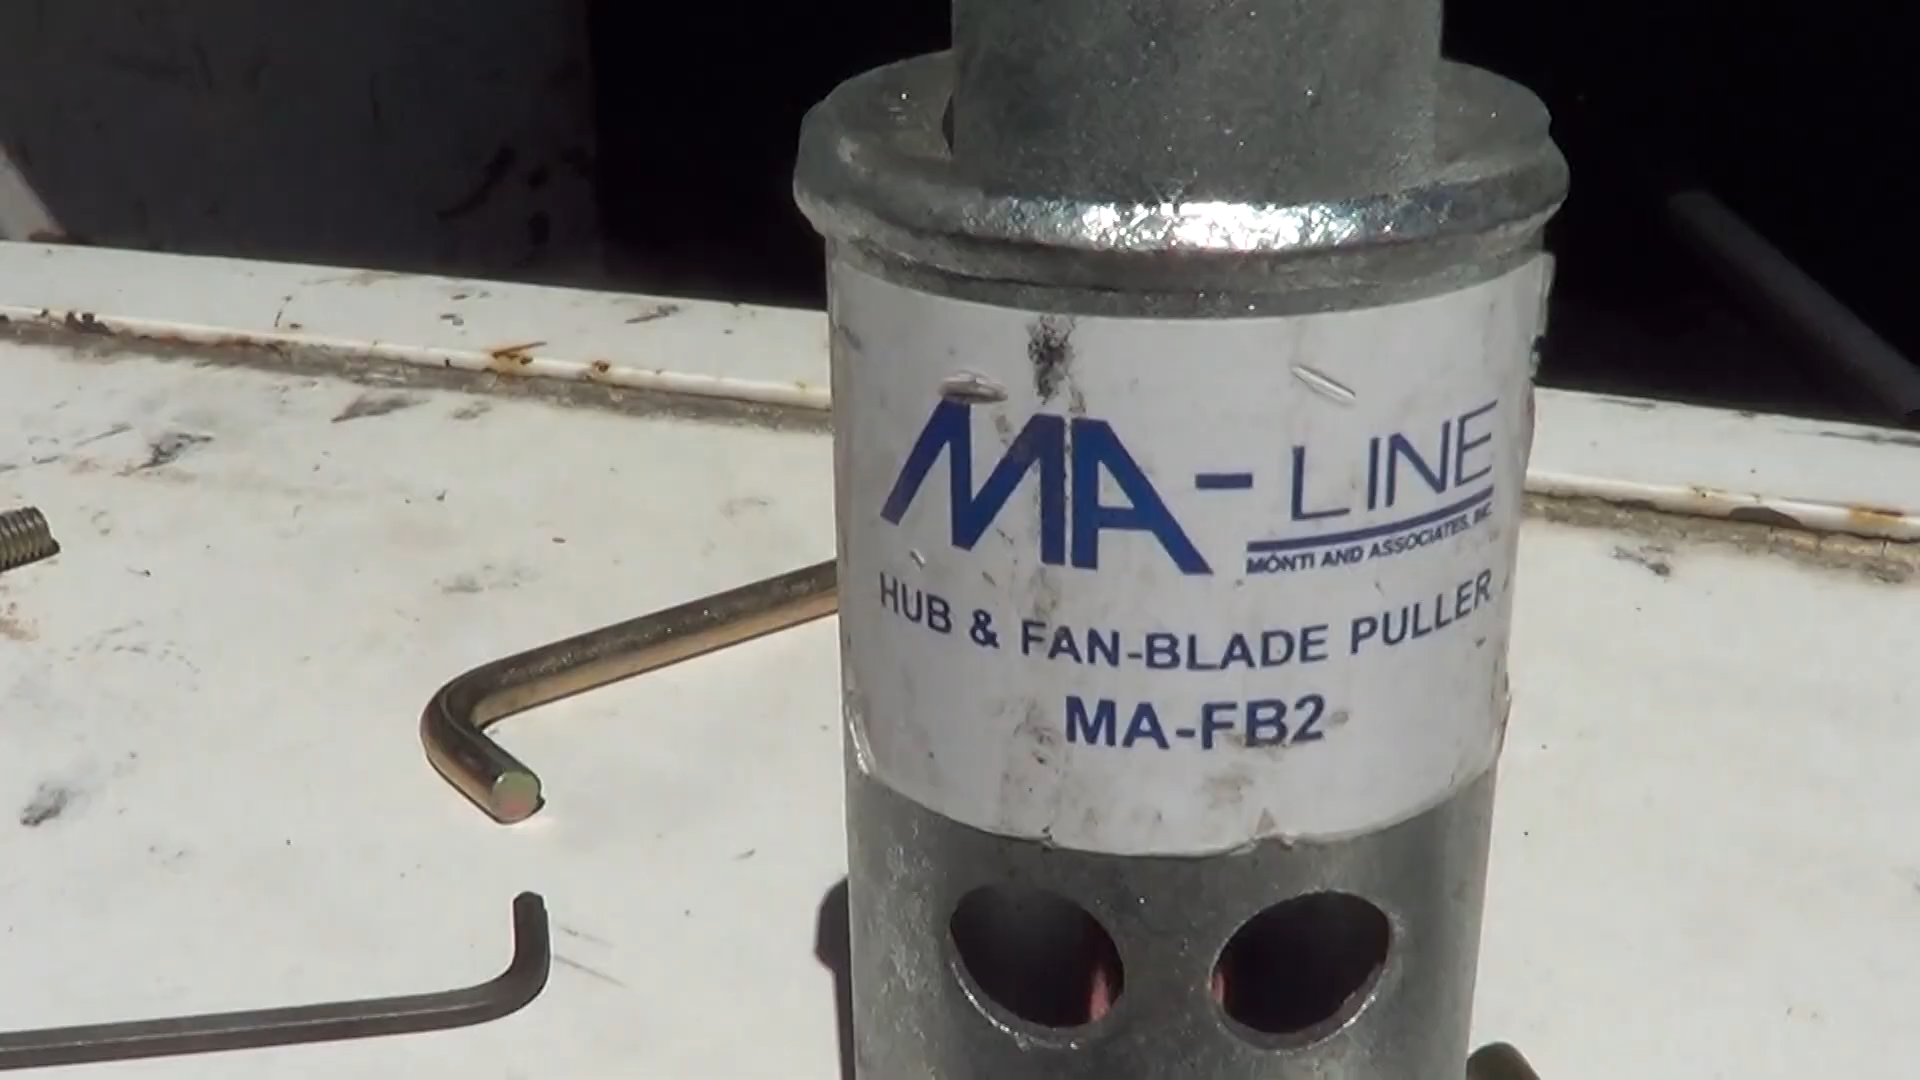 MA-LINE
MONTI AND ASSOCIATES, INC.
HUB & FAN-BLADE PULLER
MA-FB2